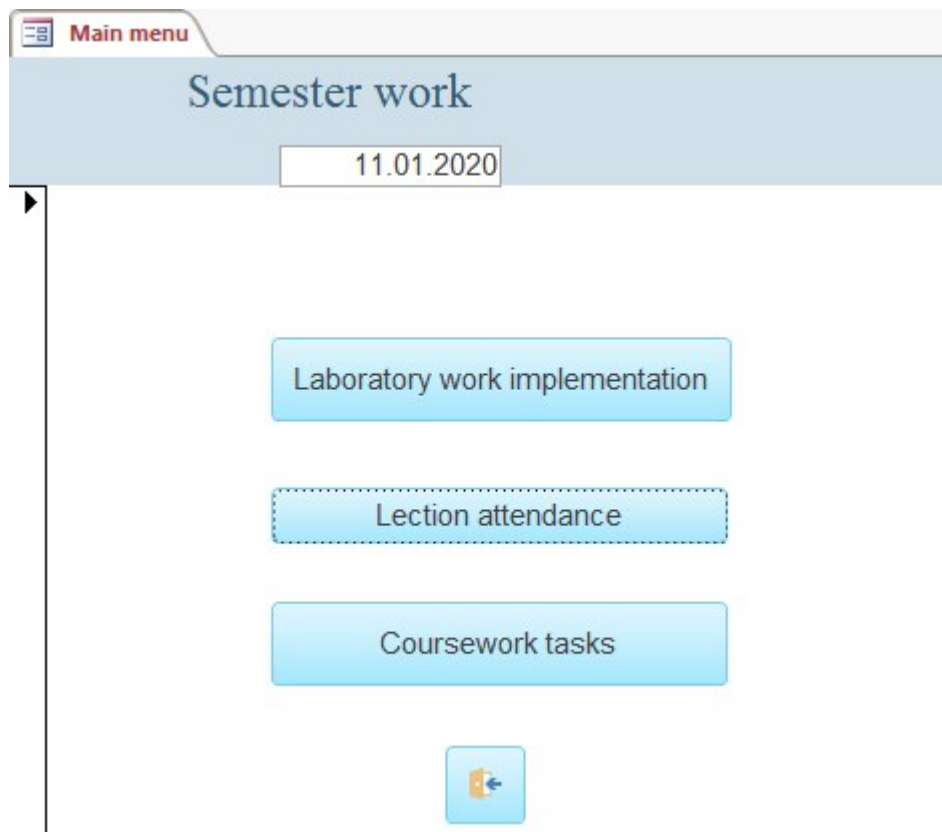 Main menu
Semester work
11.01.2020
Laboratory work implementation
Lection attendance
Coursework tasks